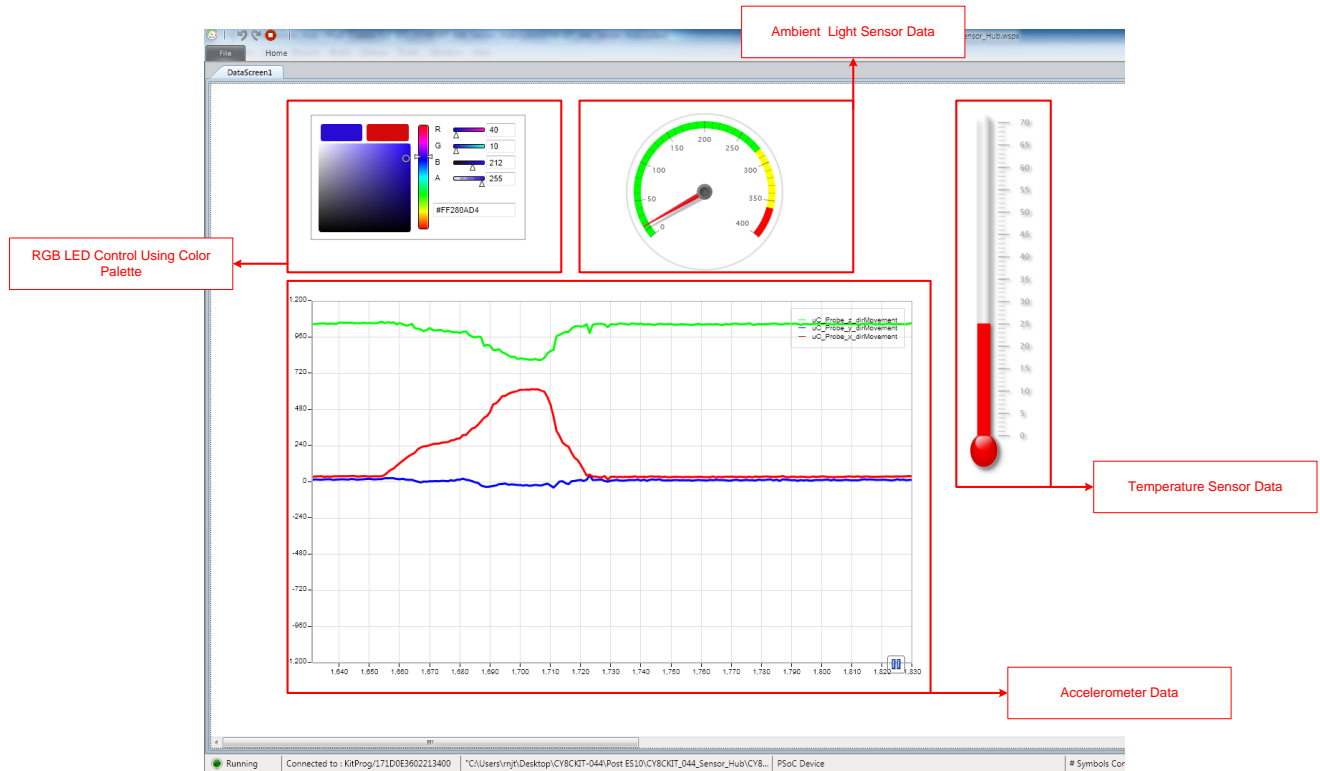 Ambient Light Sensor Data
ensor_Hub.wspx
File
Home
DataScreen1
R
40
G
10
B
212
A
255
#FF280AD4
0
50
100
150
200
250
300
350
400
70
65
60
55
50
45
40
35
30
25
20
15
10
5
0
RGB LED Control Using Color
Palette
1.200
960
720
480
240
0
-240
-480
-720
-960
-1.200
uC_Probe_z_dirMovement
uC_Probe_y_dirMovement
uC_Probe_x_dirMovement
1,640 1,650 1,660 1,670 1,680 1,690 1,700 1,710 1,720 1,730 1,740 1,750 1,760 1,770 1,780 1,790 1,800 1,810 1,820 1,830
Temperature Sensor Data
Accelerometer Data
Running
Connected to : KitProg/171D0E3602213400
"C:\Users\rnjt\Desktop\CY8CKIT-044\Post ES10\CY8CKIT_044_Sensor_Hub\CY8...
PSoC Device
# Symbols Cor